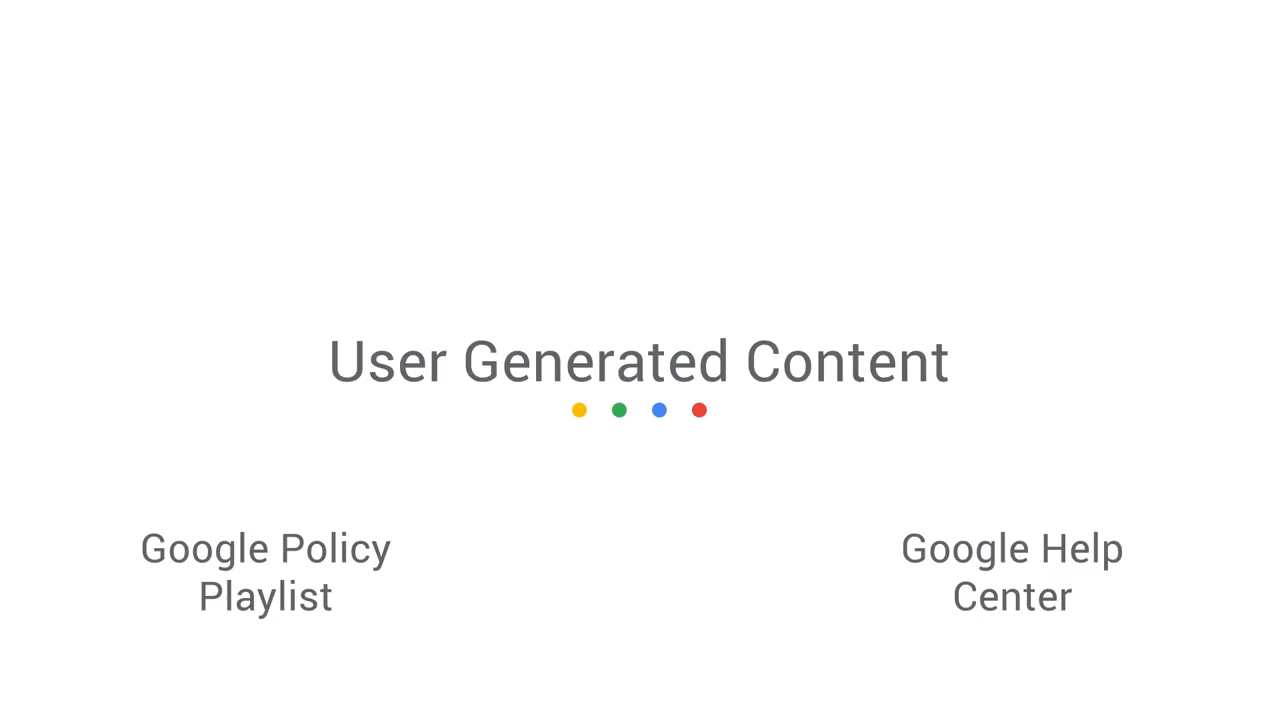 User Generated Content
Google Policy
Playlist
Google Help
Center